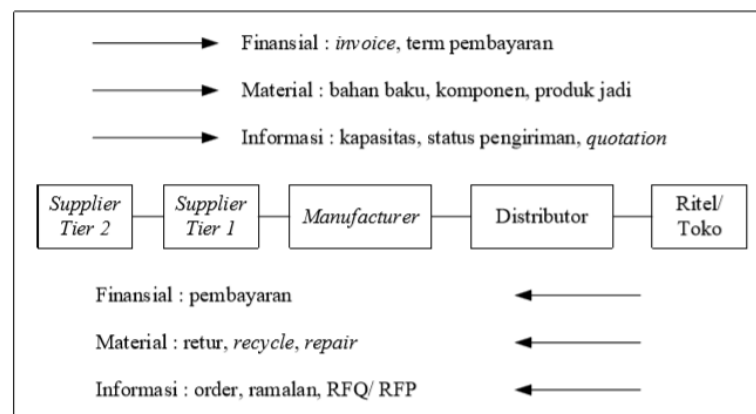 Finansial : invoice, term pembayaran
Material : bahan baku, komponen, produk jadi
Informasi : kapasitas, status pengiriman, quotation
Supplier
Tier 2
Supplier
Tier 1
Manufacturer
Distributor
Ritel/
Toko
Finansial : pembayaran
Material : retur, recycle, repair
Informasi : order, ramalan, RFQ/ RFP